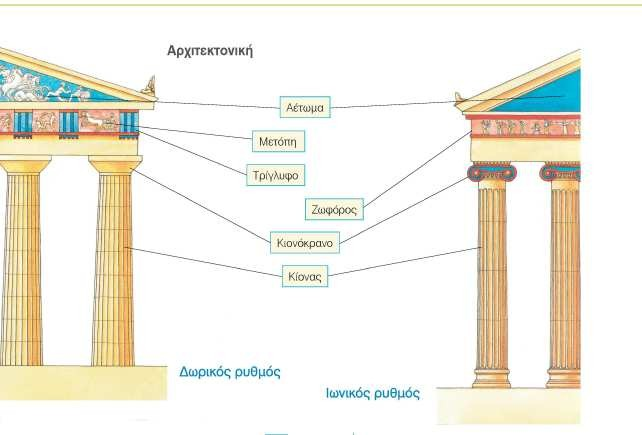 Αρχιτεκτονική
Αέτωμα
Μετόπη
Τρίγλυφο
Ζωφόρος
Κιονόκρανο
Κίονας
Δωρικός ρυθμός
Ιωνικός ρυθμός